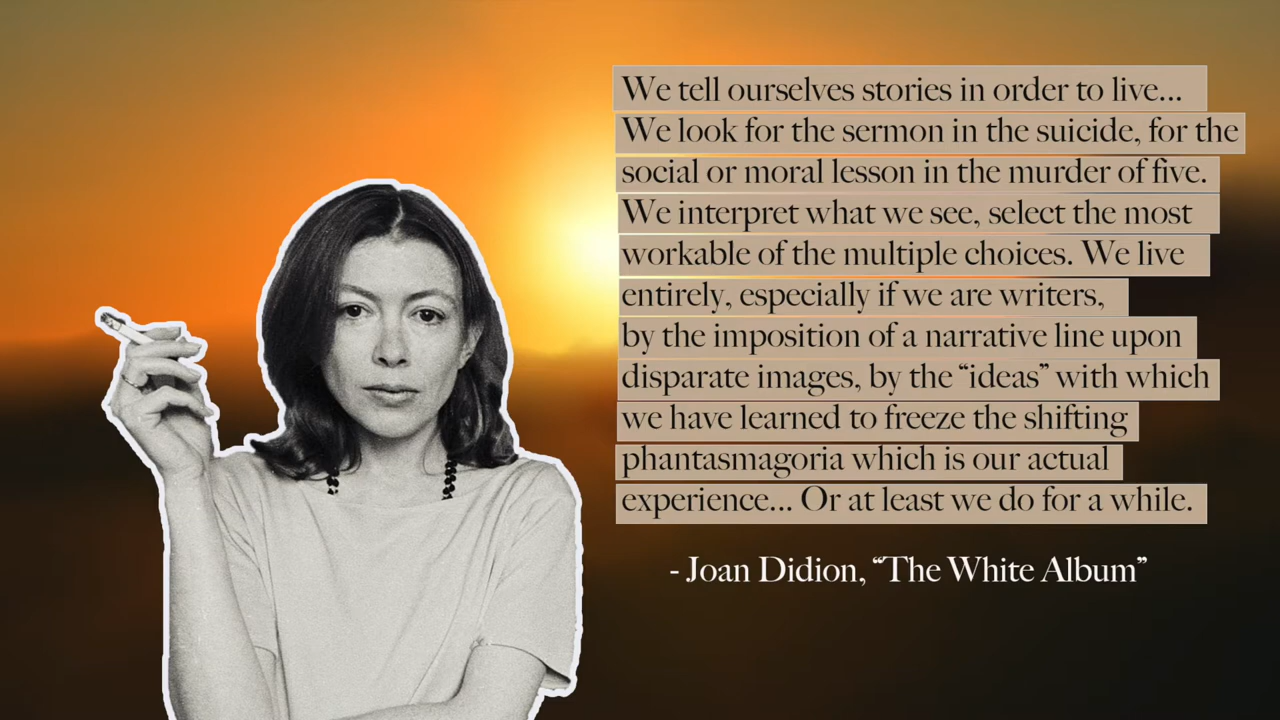 We tell ourselves stories in order to live...
We look for the sermon in the suicide, for the
social or moral lesson in the murder of five.
We interpret what we see, select the most
workable of the multiple choices. We live
entirely, especially if we are writers,
by the imposition of a narrative line upon
disparate images, by the “ideas” with which
we have learned to freeze the shifting
phantasmagoria which is our actual
experience... Or at least we do for a while.
- Joan Didion, “The White Album”